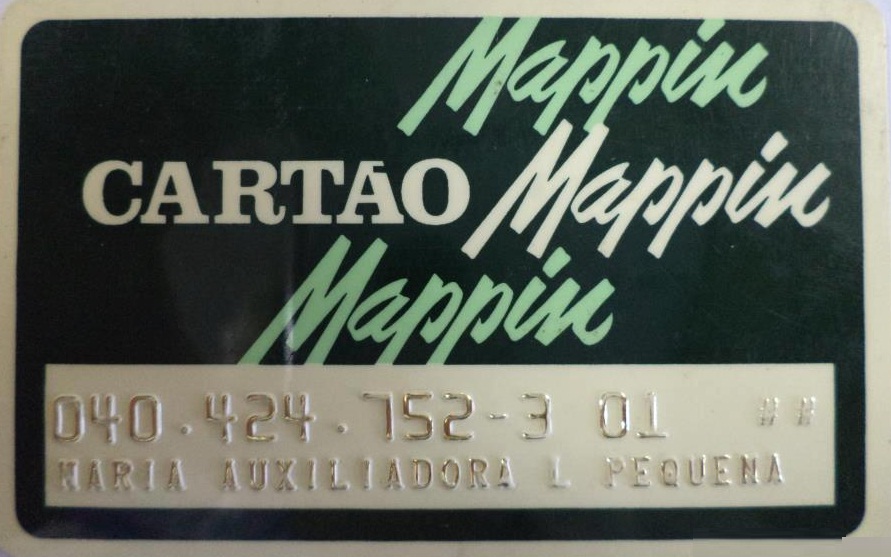 Mappin
CARTÃO Mappin
Mappin
040.424.752-3 01 ##
MARIA AUXILIADORA L PEQUENA